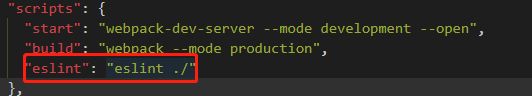 "scripts": {
"start": "webpack-dev-server --mode development --open",
"build": "webpack --mode production",
"eslint": "eslint ./"
},